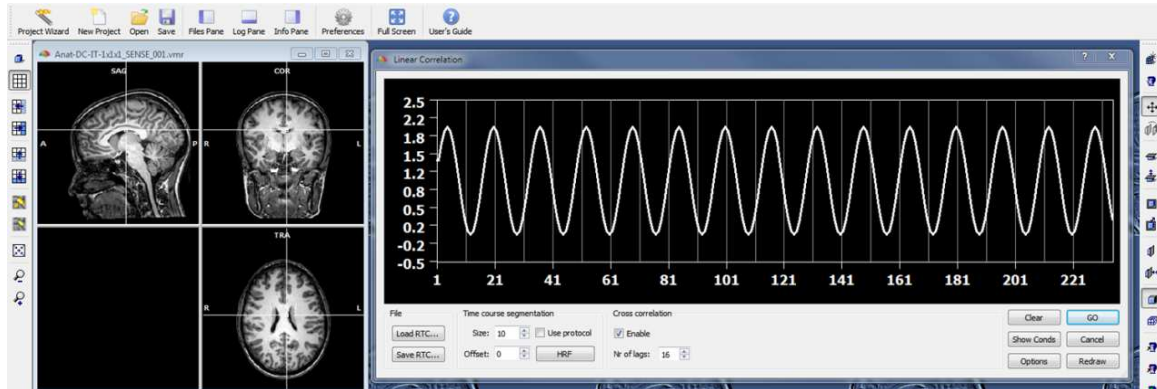 Project Wizard New Project Open Save Files Pane Log Pane Info Pane Preferences Full Screen User's Guide
Anat-DC-IT-1x1x1_SENSE_001.vmr
SAG
COR
A
P
R
L
TRA
R
L
Linear Correlation
2.5
2.2
1.8
1.5
1.2
0.8
0.5
0.2
-0.2
-0.5
1 21 41 61 81 101 121 141 161 181 201 221
File
Load RTC...
Save RTC...
Time course segmentation
Size: 10 Use protocol
Offset: 0 HRF
Cross correlation
Enable
Nr of lags: 16
Clear GO
Show Conds Cancel
Options Redraw